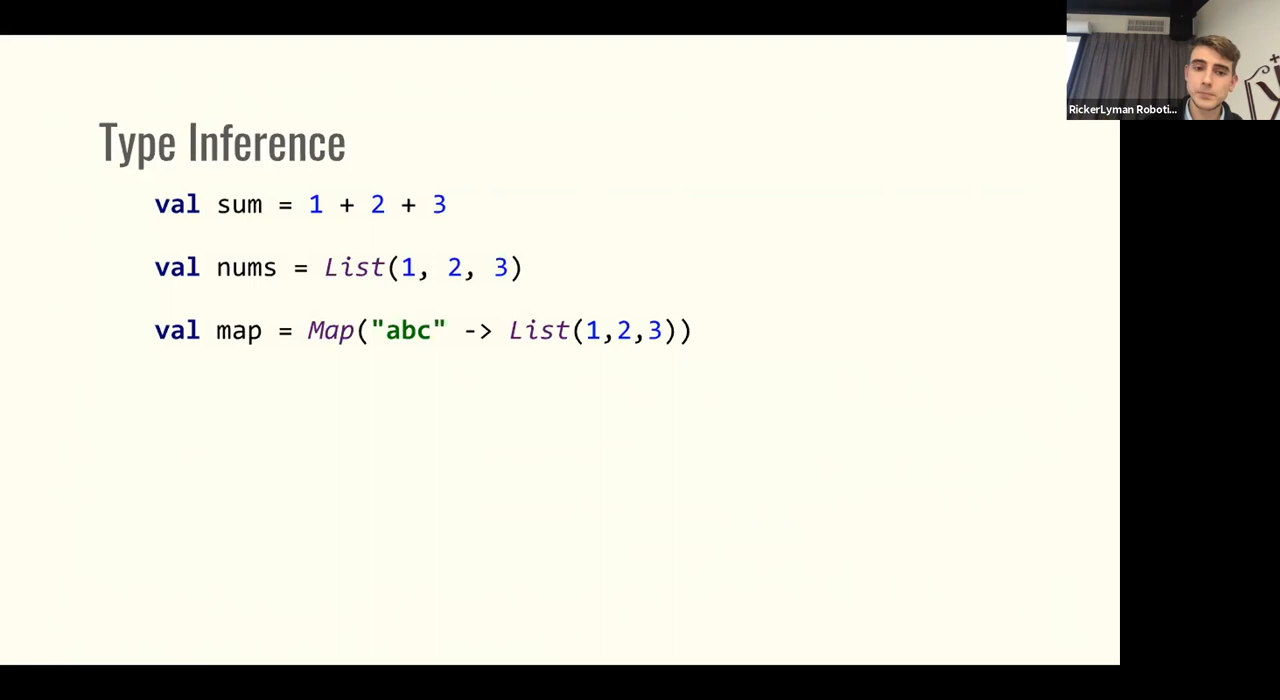 RickerLyman Roboti...
Type Inference
val sum = 1 + 2 + 3
val nums = List(1, 2, 3)
val map = Map("abc" -> List(1,2,3))